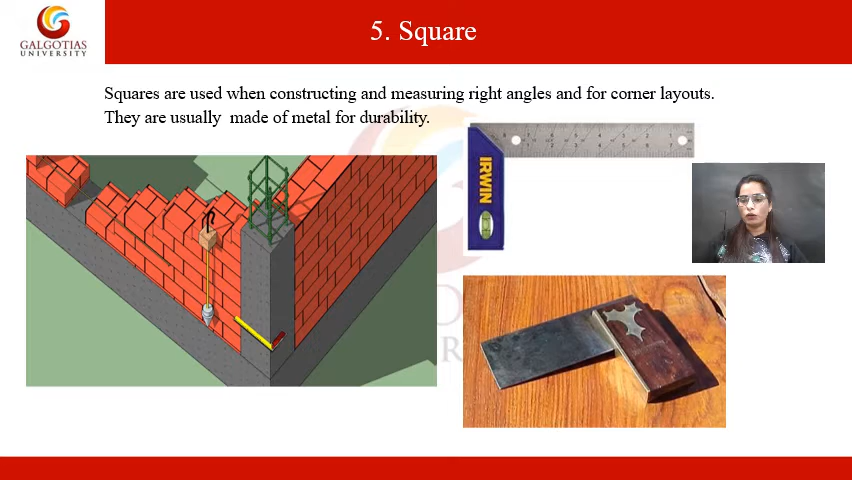 GALGOTIAS
UNIVERSITY
5. Square
Squares are used when constructing and measuring right angles and for corner layouts.
They are usually made of metal for durability.
IRWIN